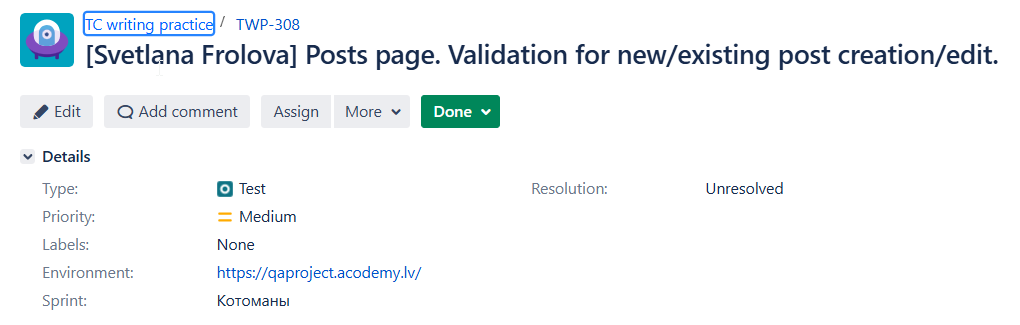 TC writing practice / TWP-308
[Svetlana Frolova] Posts page. Validation for new/existing post creation/edit.
Edit Add comment Assign More Done
Details
Type: Test Resolution: Unresolved
Priority: Medium
Labels: None
Environment: https://qaproject.acodemy.lv/
Sprint: Котоманы